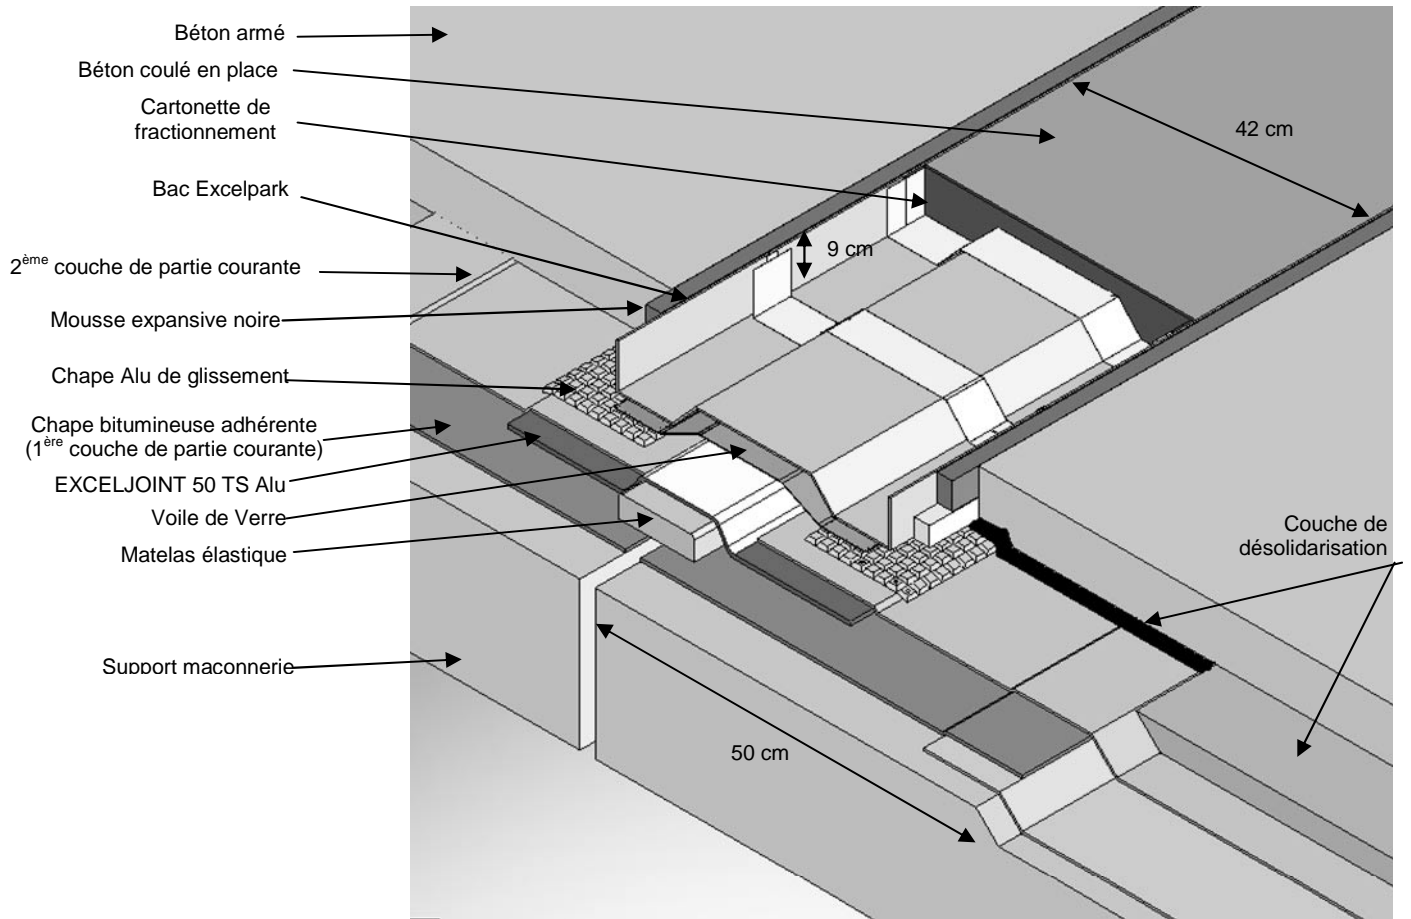 Béton armé
Béton coulé en place
Cartonette de
fractionnement
42 cm
Bac Excelpark
9 cm
2ème couche de partie courante
Mousse expansive noire
Chape Alu de glissement
Chape bitumineuse adhérente
(1ère couche de partie courante)
EXCELJOINT 50 TS Alu
Voile de Verre
Matelas élastique
Couche de
désolidarisation
Support maconnerie
50 cm